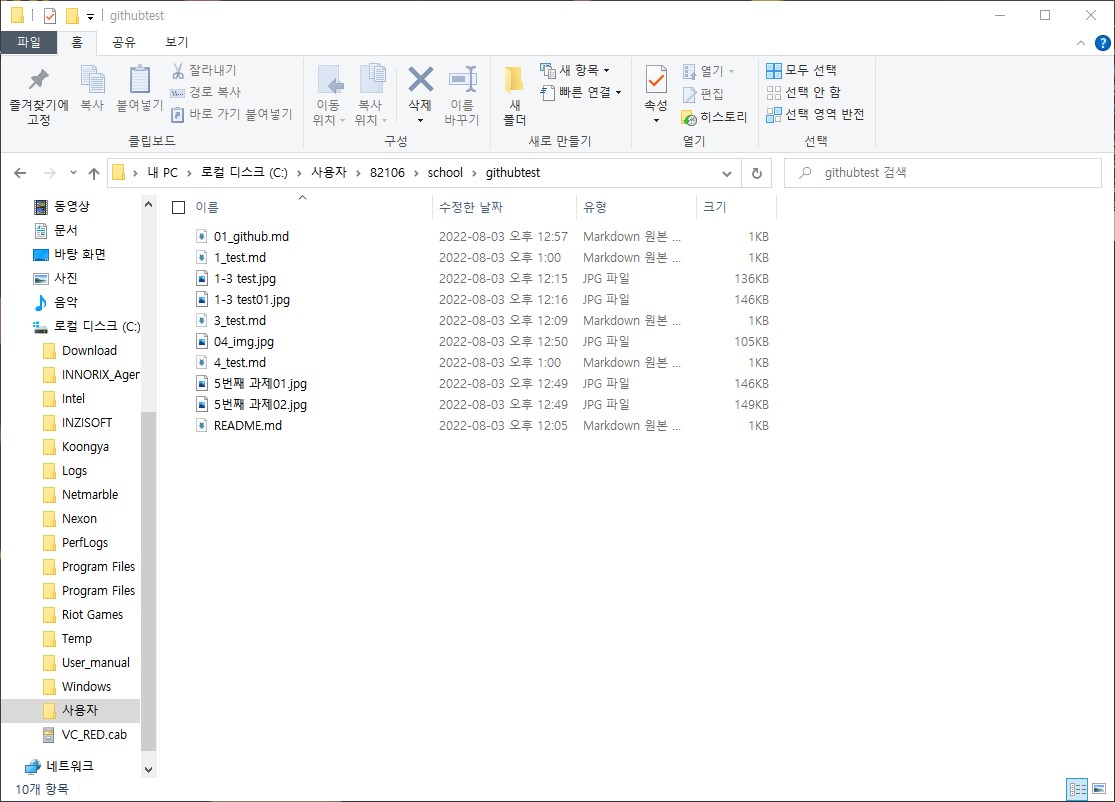 githubtest
파일 홈 공유 보기
즐겨찾기에 고정
복사
붙여넣기
잘라내기
경로 복사
바로 가기 붙여넣기
클립보드
이동 위치
복사 위치
삭제
이름 바꾸기
구성
새 폴더
새 항목
빠른 연결
새로 만들기
속성
열기
편집
히스토리
열기
모두 선택
선택 안 함
선택 영역 반전
선택
내 PC > 로컬 디스크 (C:) > 사용자 > 82106 > school > githubtest
githubtest 검색
동영상
문서
바탕 화면
사진
음악
로컬 디스크 (C:)
Download
INNORIX_Agen
Intel
INZISOFT
Koongya
Logs
Netmarble
Nexon
PerfLogs
Program Files
Program Files
Riot Games
Temp
User_manual
Windows
사용자
VC_RED.cab
네트워크
이름 수정한 날짜 유형 크기
01_github.md 2022-08-03 오후 12:57 Markdown 원본 ... 1KB
1_test.md 2022-08-03 오후 1:00 Markdown 원본 ... 1KB
1-3 test.jpg 2022-08-03 오후 12:15 JPG 파일 136KB
1-3 test01.jpg 2022-08-03 오후 12:16 JPG 파일 146KB
3_test.md 2022-08-03 오후 12:09 Markdown 원본 ... 1KB
04_img.jpg 2022-08-03 오후 12:50 JPG 파일 105KB
4_test.md 2022-08-03 오후 1:00 Markdown 원본 ... 1KB
5번째 과제01.jpg 2022-08-03 오후 12:49 JPG 파일 146KB
5번째 과제02.jpg 2022-08-03 오후 12:49 JPG 파일 149KB
README.md 2022-08-03 오후 12:05 Markdown 원본 ... 1KB
10개 항목